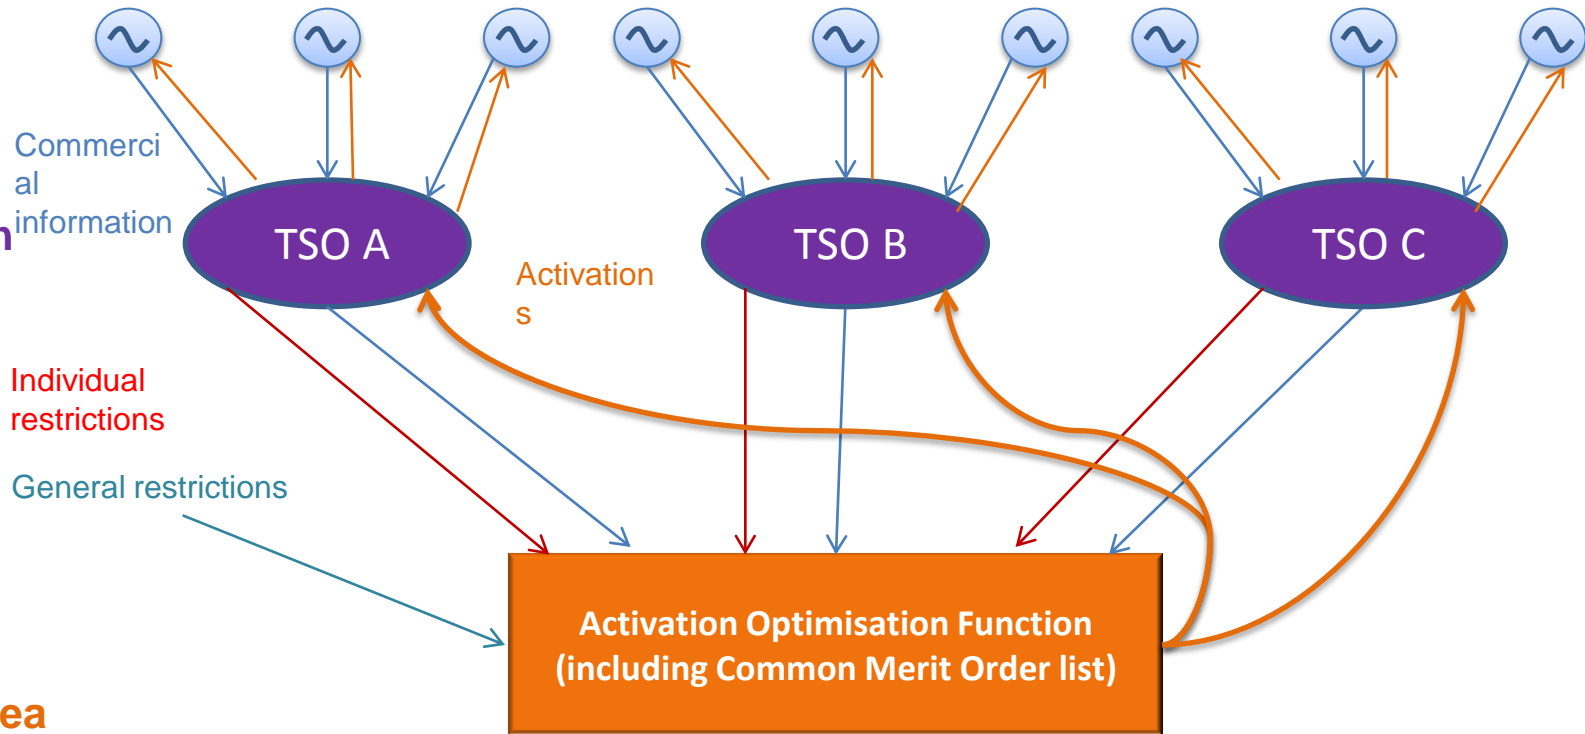 Commerci
al
information
n
TSO A
TSO B
TSO C
Activation
s
Individual
restrictions
General restrictions
Activation Optimisation Function
(including Common Merit Order list)
ea